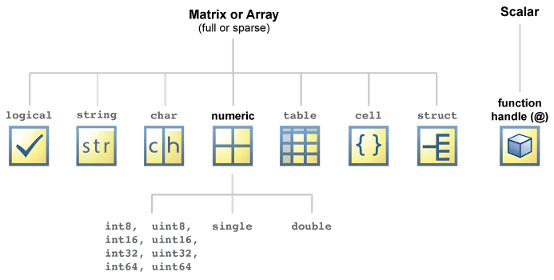 Matrix or Array
(full or sparse)
Scalar
logical string char numeric table cell struct function handle (@)
str ch { }
int8, uint8, single double
int16, uint16,
int32, uint32,
int64, uint64